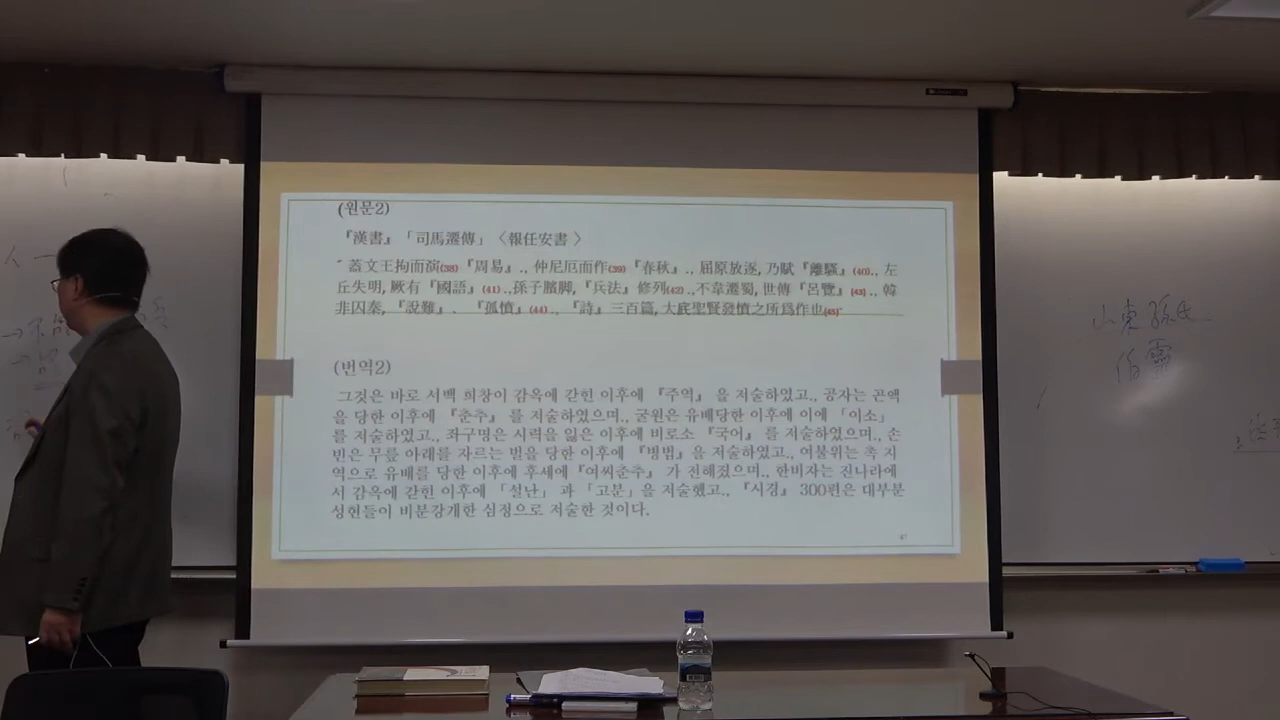 (원문2)
『漢書』「司馬遷傳」〈報任安書〉
" 蓋文王拘而演(38)『周易』., 仲尼厄而作(39)『春秋』., 屈原放逐, 乃賦『離騷』(40)., 左
丘失明, 厥有『國語』(41)., 孫子臏脚,『兵法』修列(42)., 不韋遷蜀, 世傳『呂覽』(43)., 韓
非囚秦,『說難』、『孤憤』(44)., 『詩』三百篇, 大底聖賢發憤之所爲作也(45)"
(번역2)
그것은 바로 서백 희창이 감옥에 갇힌 이후에 『주역』 을 저술하였고., 공자는 곤액
을 당한 이후에 『춘추』 를 저술하였으며., 굴원은 유배당한 이후에 이에 「이소」
를 저술하였고., 좌구명은 시력을 잃은 이후에 비로소 『국어』 를 저술하였으며., 손
빈은 무릎 아래를 자르는 벌을 당한 이후에 『병법』을 저술하였고., 여불위는 촉 지
역으로 유배를 당한 이후에 후세에 『여씨춘추』 가 전해졌으며., 한비자는 진나라에
서 감옥에 갇힌 이후에 「설난」 과 「고분」을 저술했고., 『시경』 300편은 대부분
성현들이 비분강개한 심정으로 저술한 것이다.
47
山東孫氏
伯靈